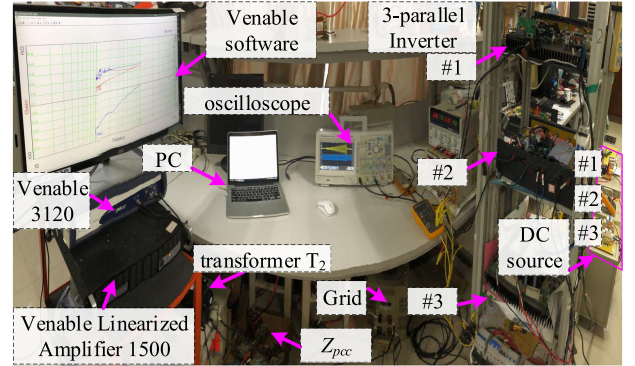 Venable
software
3-parallel
Inverter
#1
oscilloscope
PC
#2
#1
#2
#3
Venable
3120
DC
source
transformer T₂
Grid
#3
Venable Linearized
Amplifier 1500
Zpcc